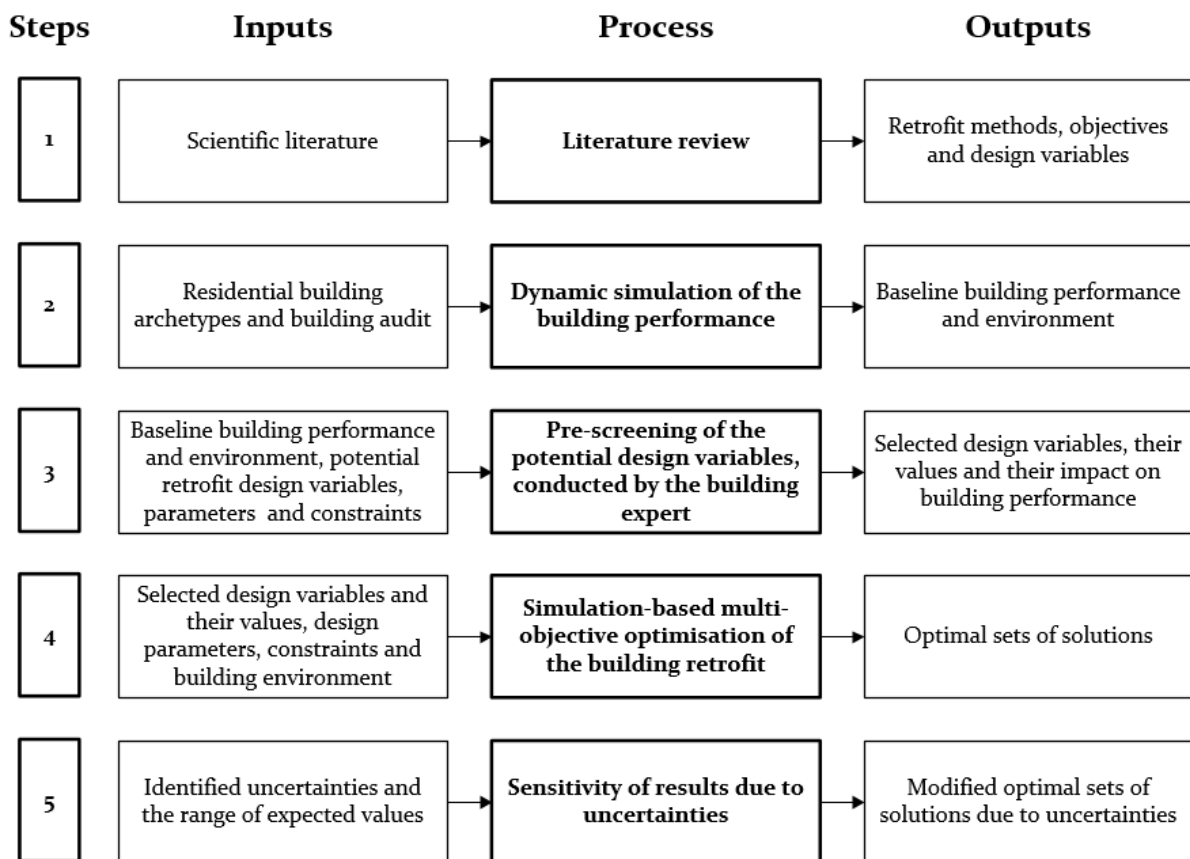 Steps Inputs Process Outputs
1
Scientific literature
Literature review
Retrofit methods, objectives
and design variables
2
Residential building
archetypes and building audit
Dynamic simulation of the
building performance
Baseline building performance
and environment
3
Baseline building performance
and environment, potential
retrofit design variables,
parameters and constraints
Pre-screening of the
potential design variables,
conducted by the building
expert
Selected design variables, their
values and their impact on
building performance
4
Selected design variables and
their values, design
parameters, constraints and
building environment
Simulation-based multi-
objective optimisation of
the building retrofit
Optimal sets of solutions
5
Identified uncertainties and
the range of expected values
Sensitivity of results due to
uncertainties
Modified optimal sets of
solutions due to uncertainties